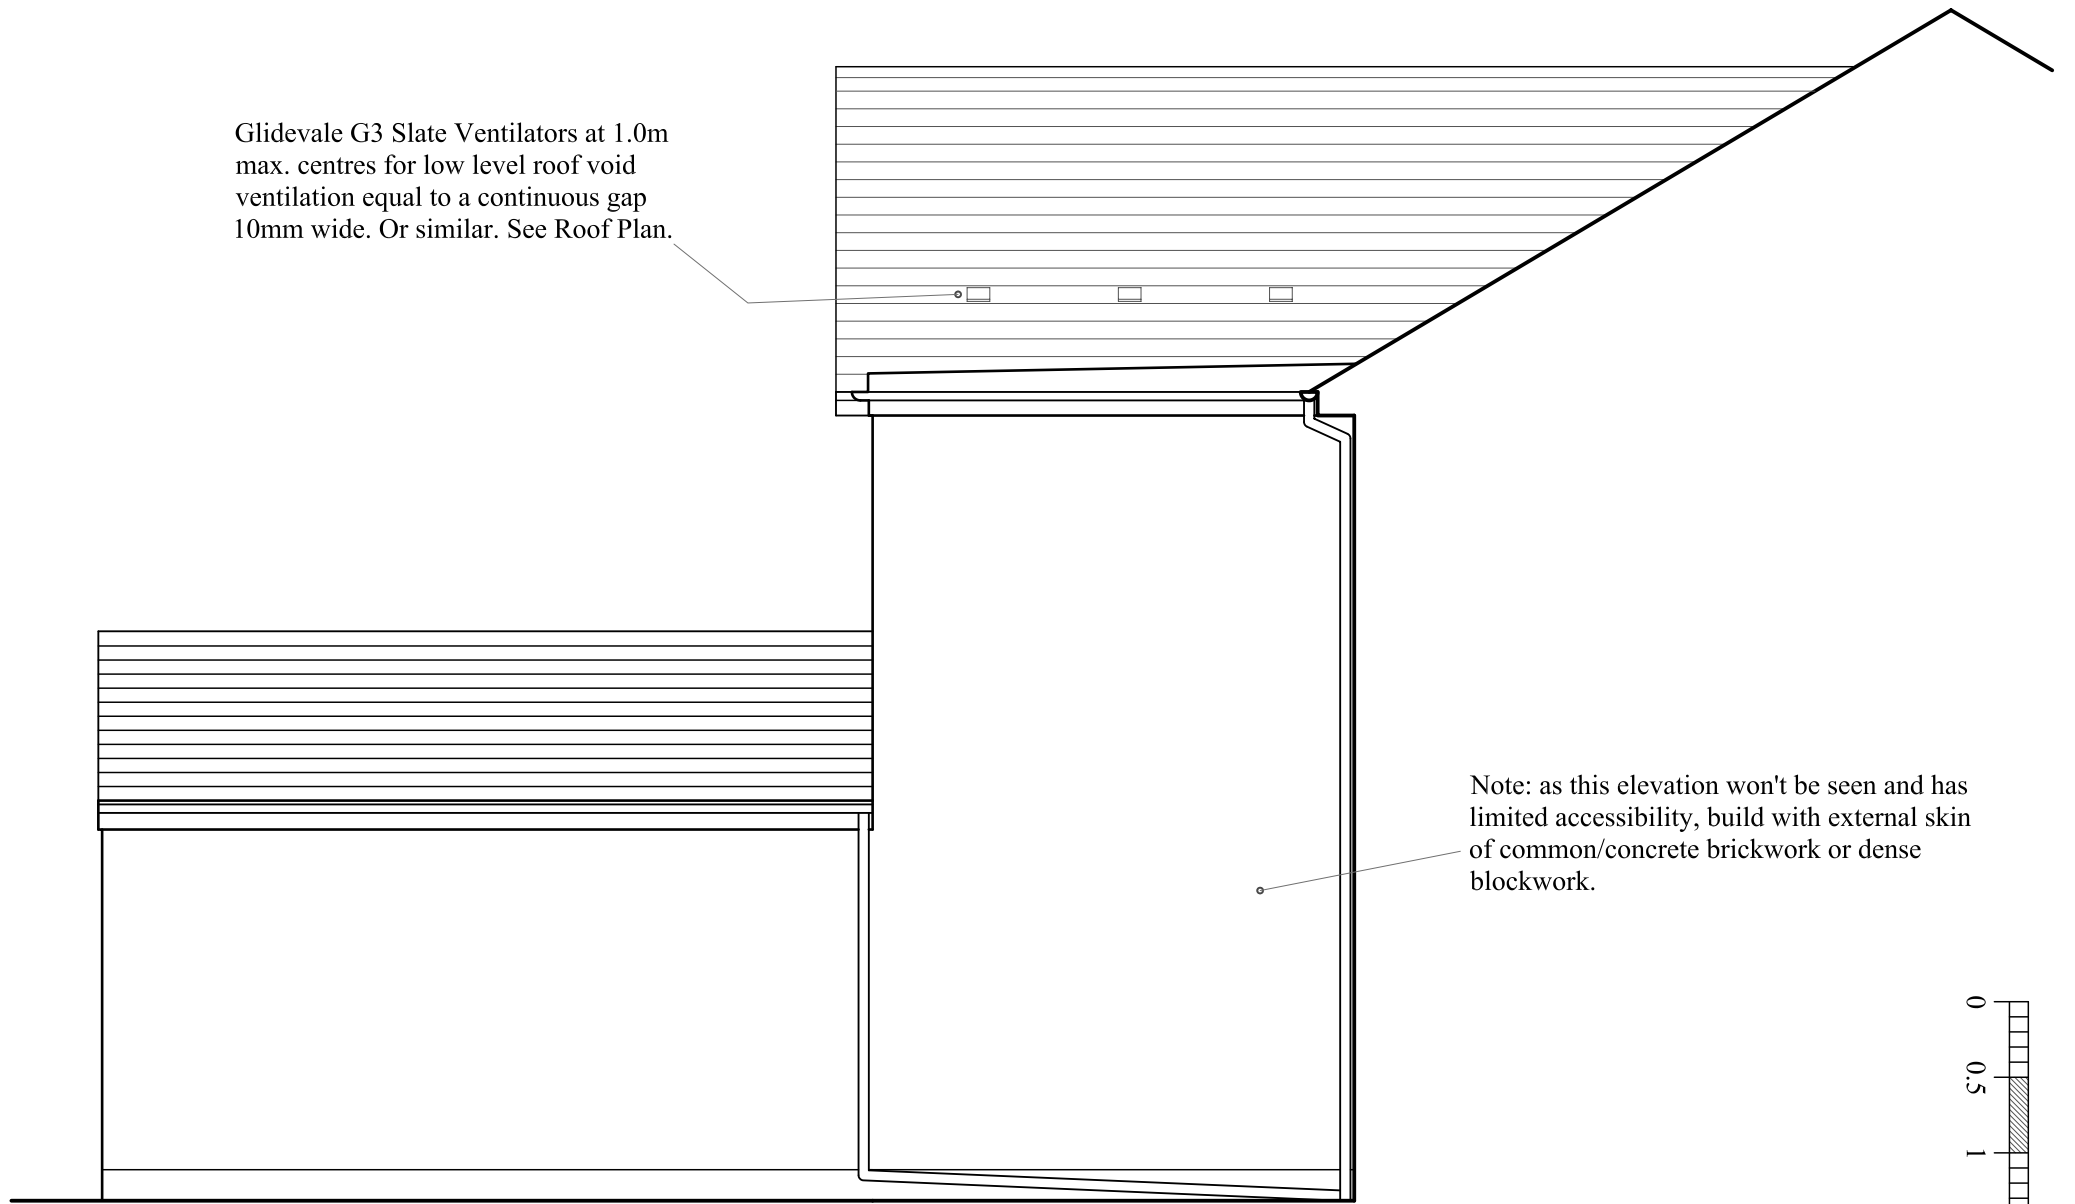 Glidevale G3 Slate Ventilators at 1.0m
max. centres for low level roof void
ventilation equal to a continuous gap
10mm wide. Or similar. See Roof Plan.
Note: as this elevation won't be seen and has
limited accessibility, build with external skin
of common/concrete brickwork or dense
blockwork.
0
0.5
1